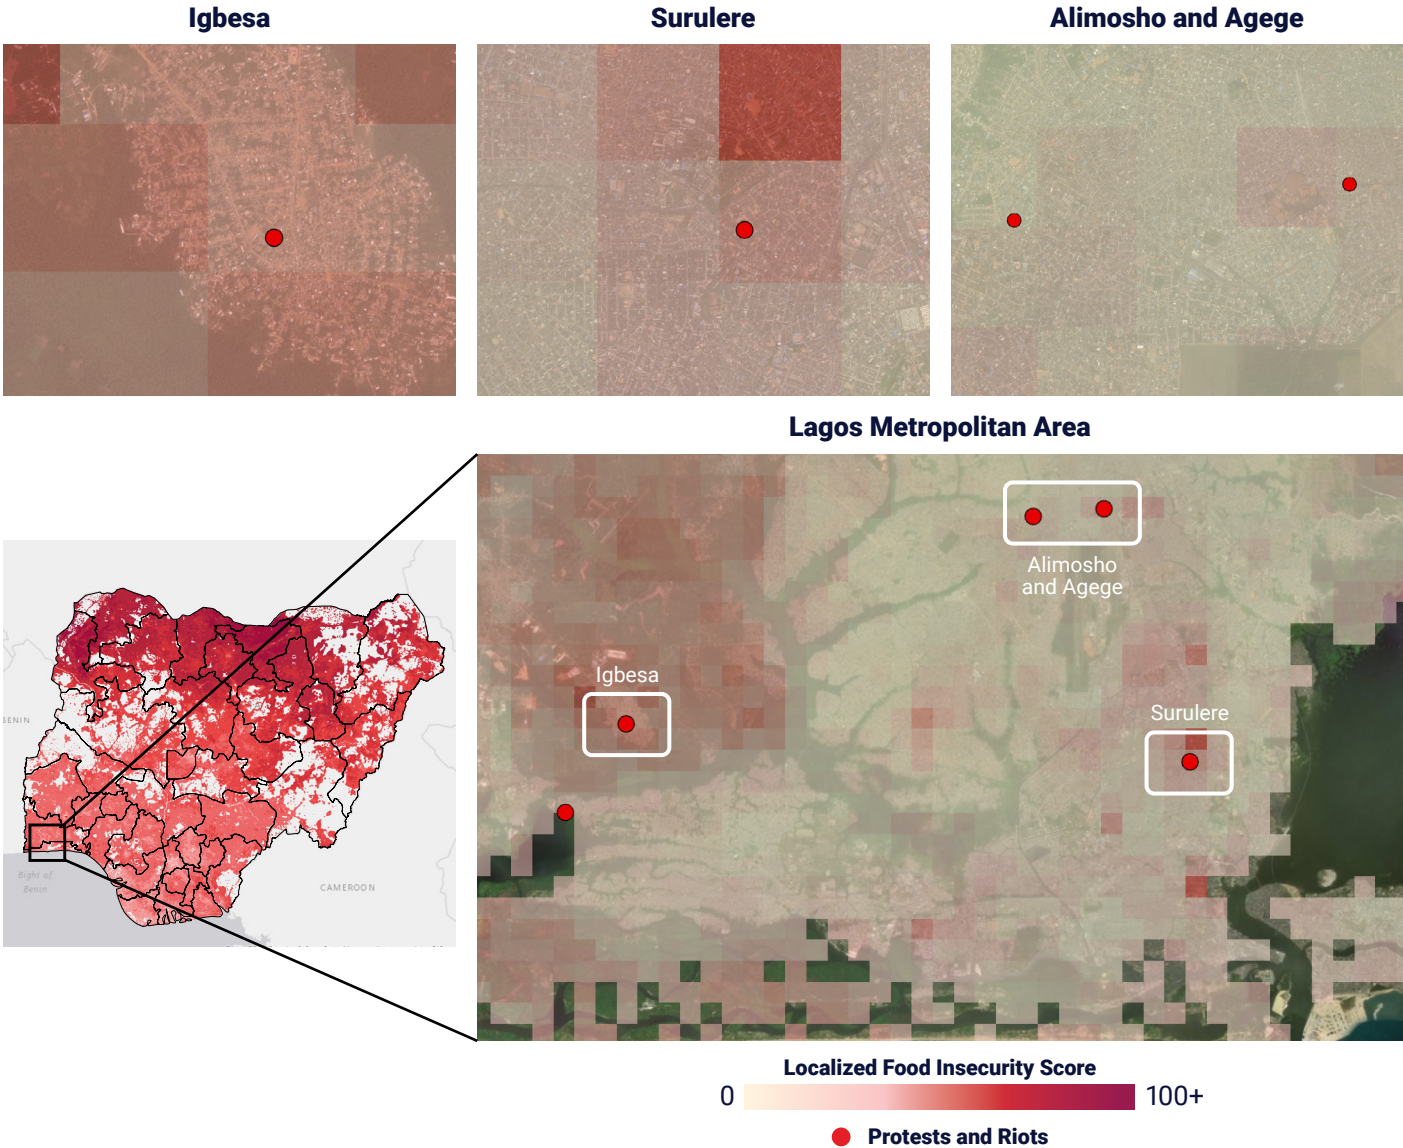 Igbesa
Surulere
Alimosho and Agege
Lagos Metropolitan Area
Alimosho
and Agege
Igbesa
Surulere
BENIN
Bight of
Benin
CAMEROON
Localized Food Insecurity Score
0
100+
Protests and Riots